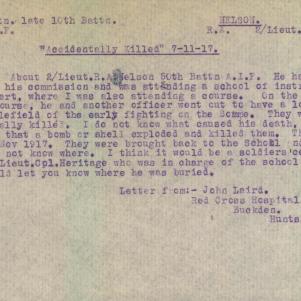 n. late 10th Battn. NELSON.
.F. R.A. 2/Lieut.
"Accidentally Killed" 7-11-17.
About 2/Lieut.R.A.Nelson 50th Battn A.I.F. He ha
his commission and was attending a school of inst
ert, where I was also attending a course. On the
ourse, he and another officer went out to have a lo
lefield of the early fighting on the Somme. They w
ally killed. I do not know what caused his death,
that a bomb or shell exploded and killed them. Th
Nov 1917. They were brought back to the School
not know where. I think it would be a soldiers c
Lieut.Cpl.Heritage who was in charge of the school
ld let you know where he was buried.
Letter from:- John Laird.
Red Cross Hospital
Buckden.
Hunts